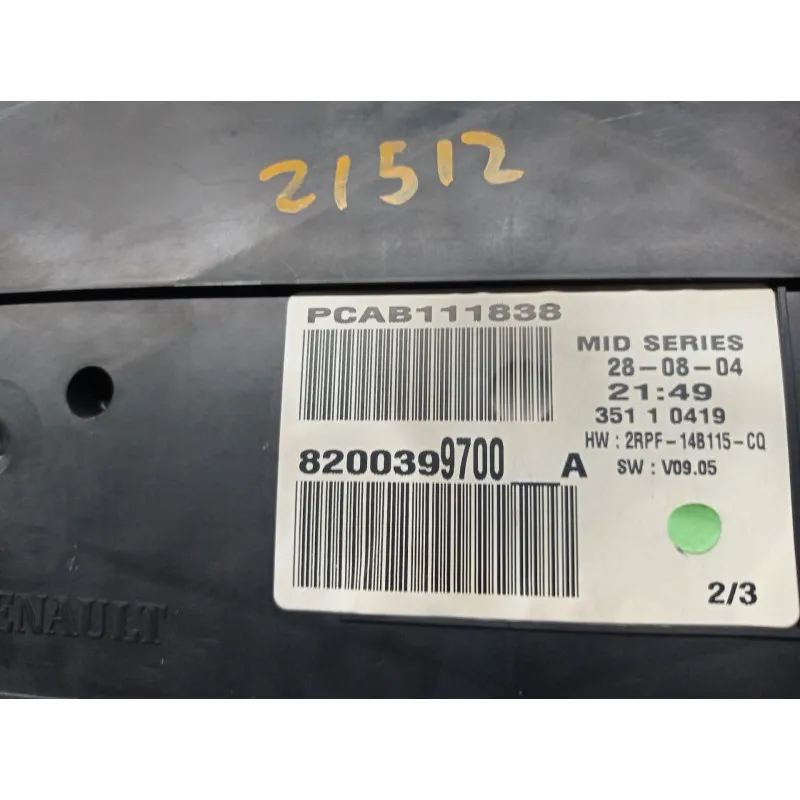 21512
PCAB111838
MID SERIES
28-08-04
21:49
351 1 0419
HW : 2RPF-14B115-CQ
8200399700__A
SW : V09.05
2/3
ENAULT